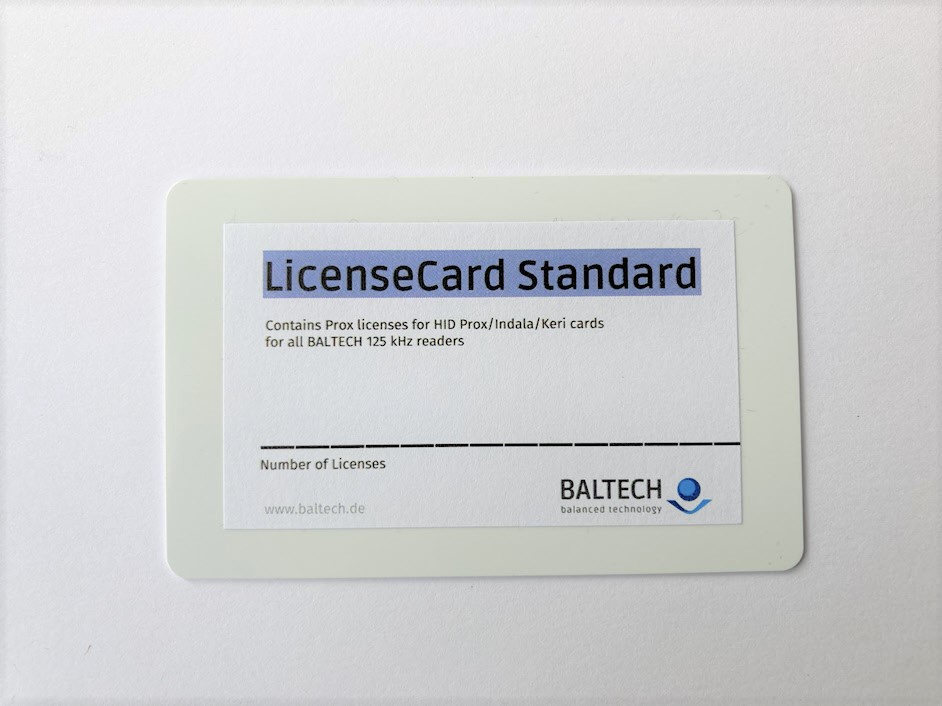 LicenseCard Standard
Contains Prox licenses for HID Prox/Indala/Keri cards
for all BALTECH 125 kHz readers
Number of Licenses
www.baltech.de
BALTECH
balanced technology